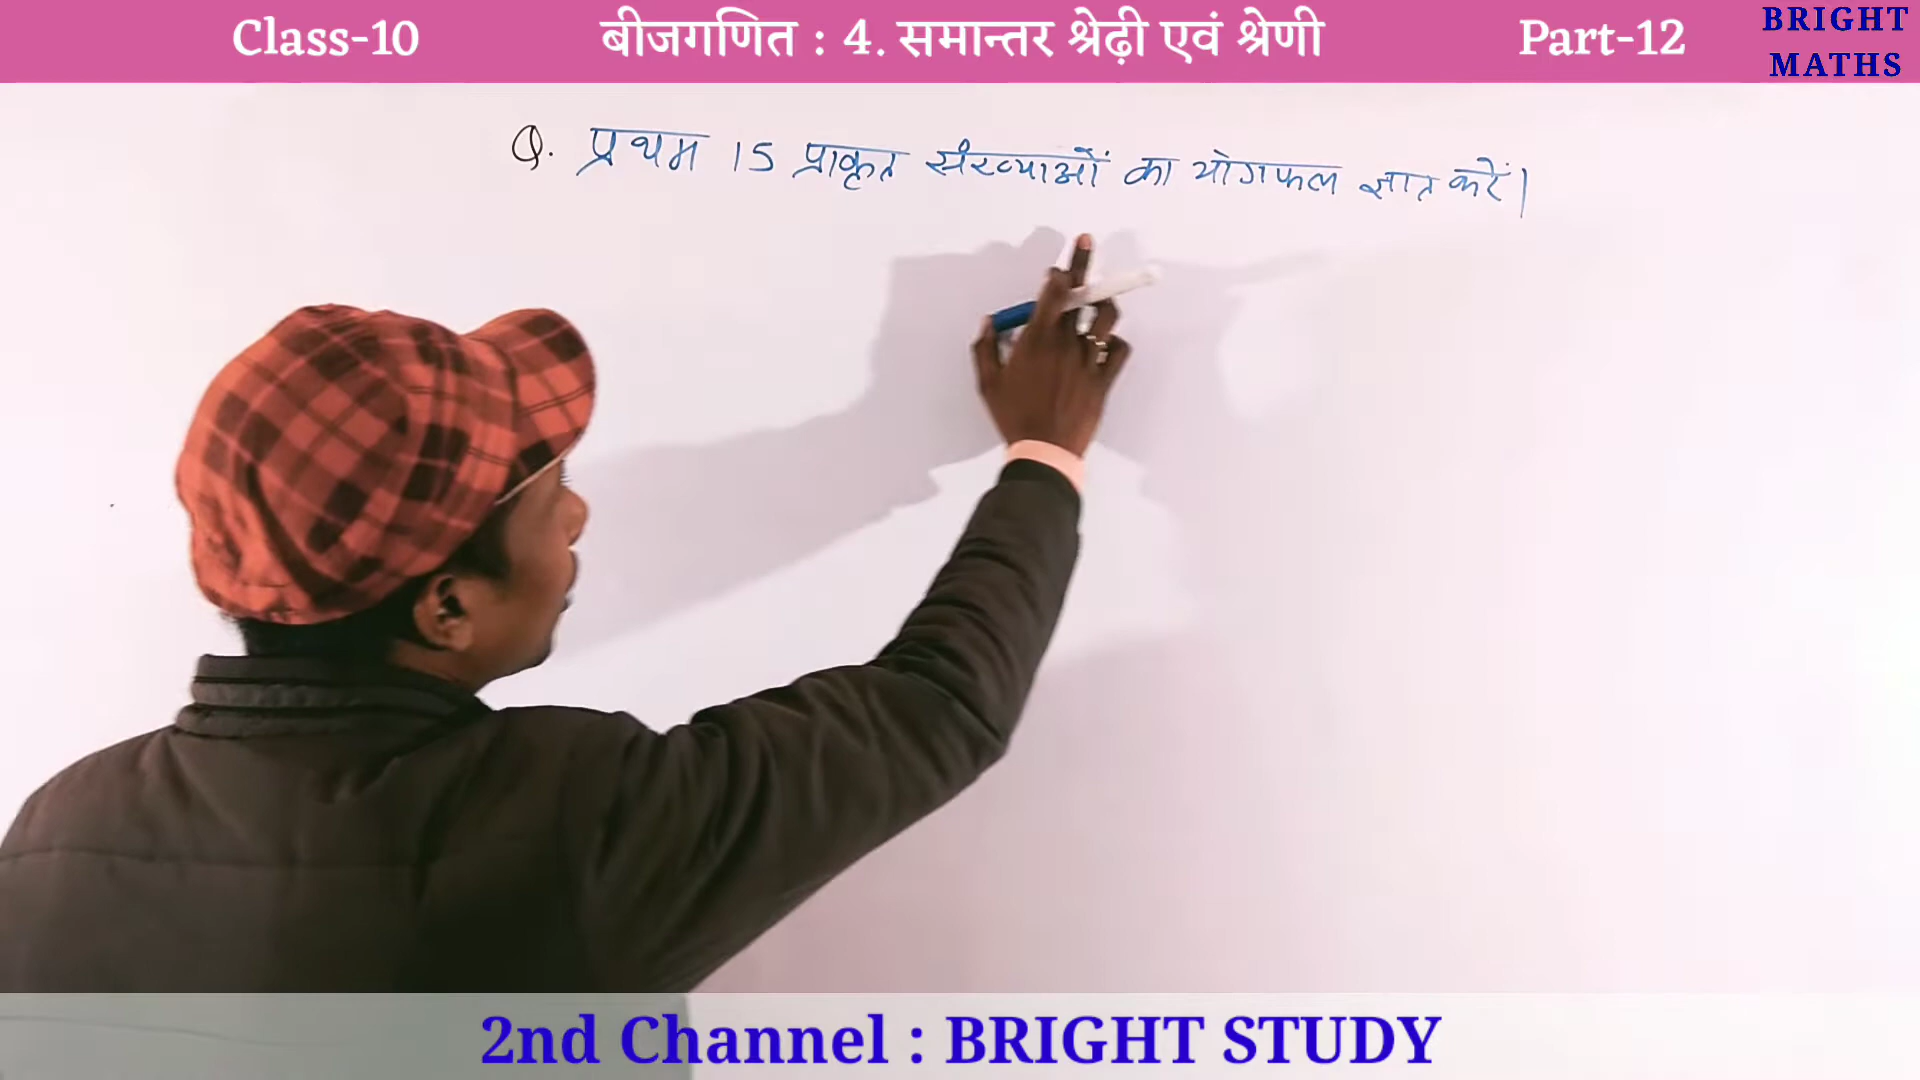 Class-10 बीजगणित : 4. समान्तर श्रेढ़ी एवं श्रेणी Part-12
BRIGHT
MATHS
Q. प्रथम 15 प्राकृत संख्याओं का योगफल ज्ञात करें।
2nd Channel : BRIGHT STUDY